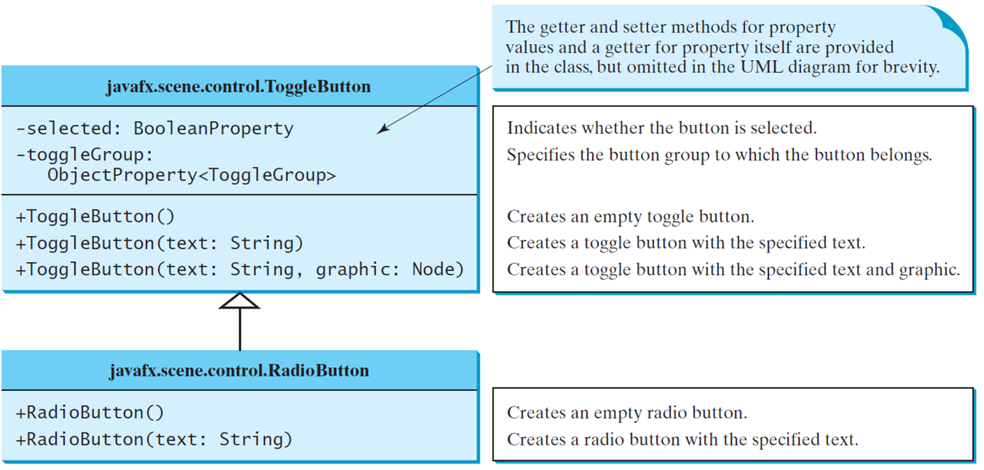 The getter and setter methods for property
values and a getter for property itself are provided
in the class, but omitted in the UML diagram for brevity.
javafx.scene.control.ToggleButton
-selected: BooleanProperty
-toggleGroup:
ObjectProperty<ToggleGroup>
Indicates whether the button is selected.
Specifies the button group to which the button belongs.
+ToggleButton()
+ToggleButton(text: String)
+ToggleButton(text: String, graphic: Node)
Creates an empty toggle button.
Creates a toggle button with the specified text.
Creates a toggle button with the specified text and graphic.
javafx.scene.control.RadioButton
+RadioButton()
+RadioButton(text: String)
Creates an empty radio button.
Creates a radio button with the specified text.